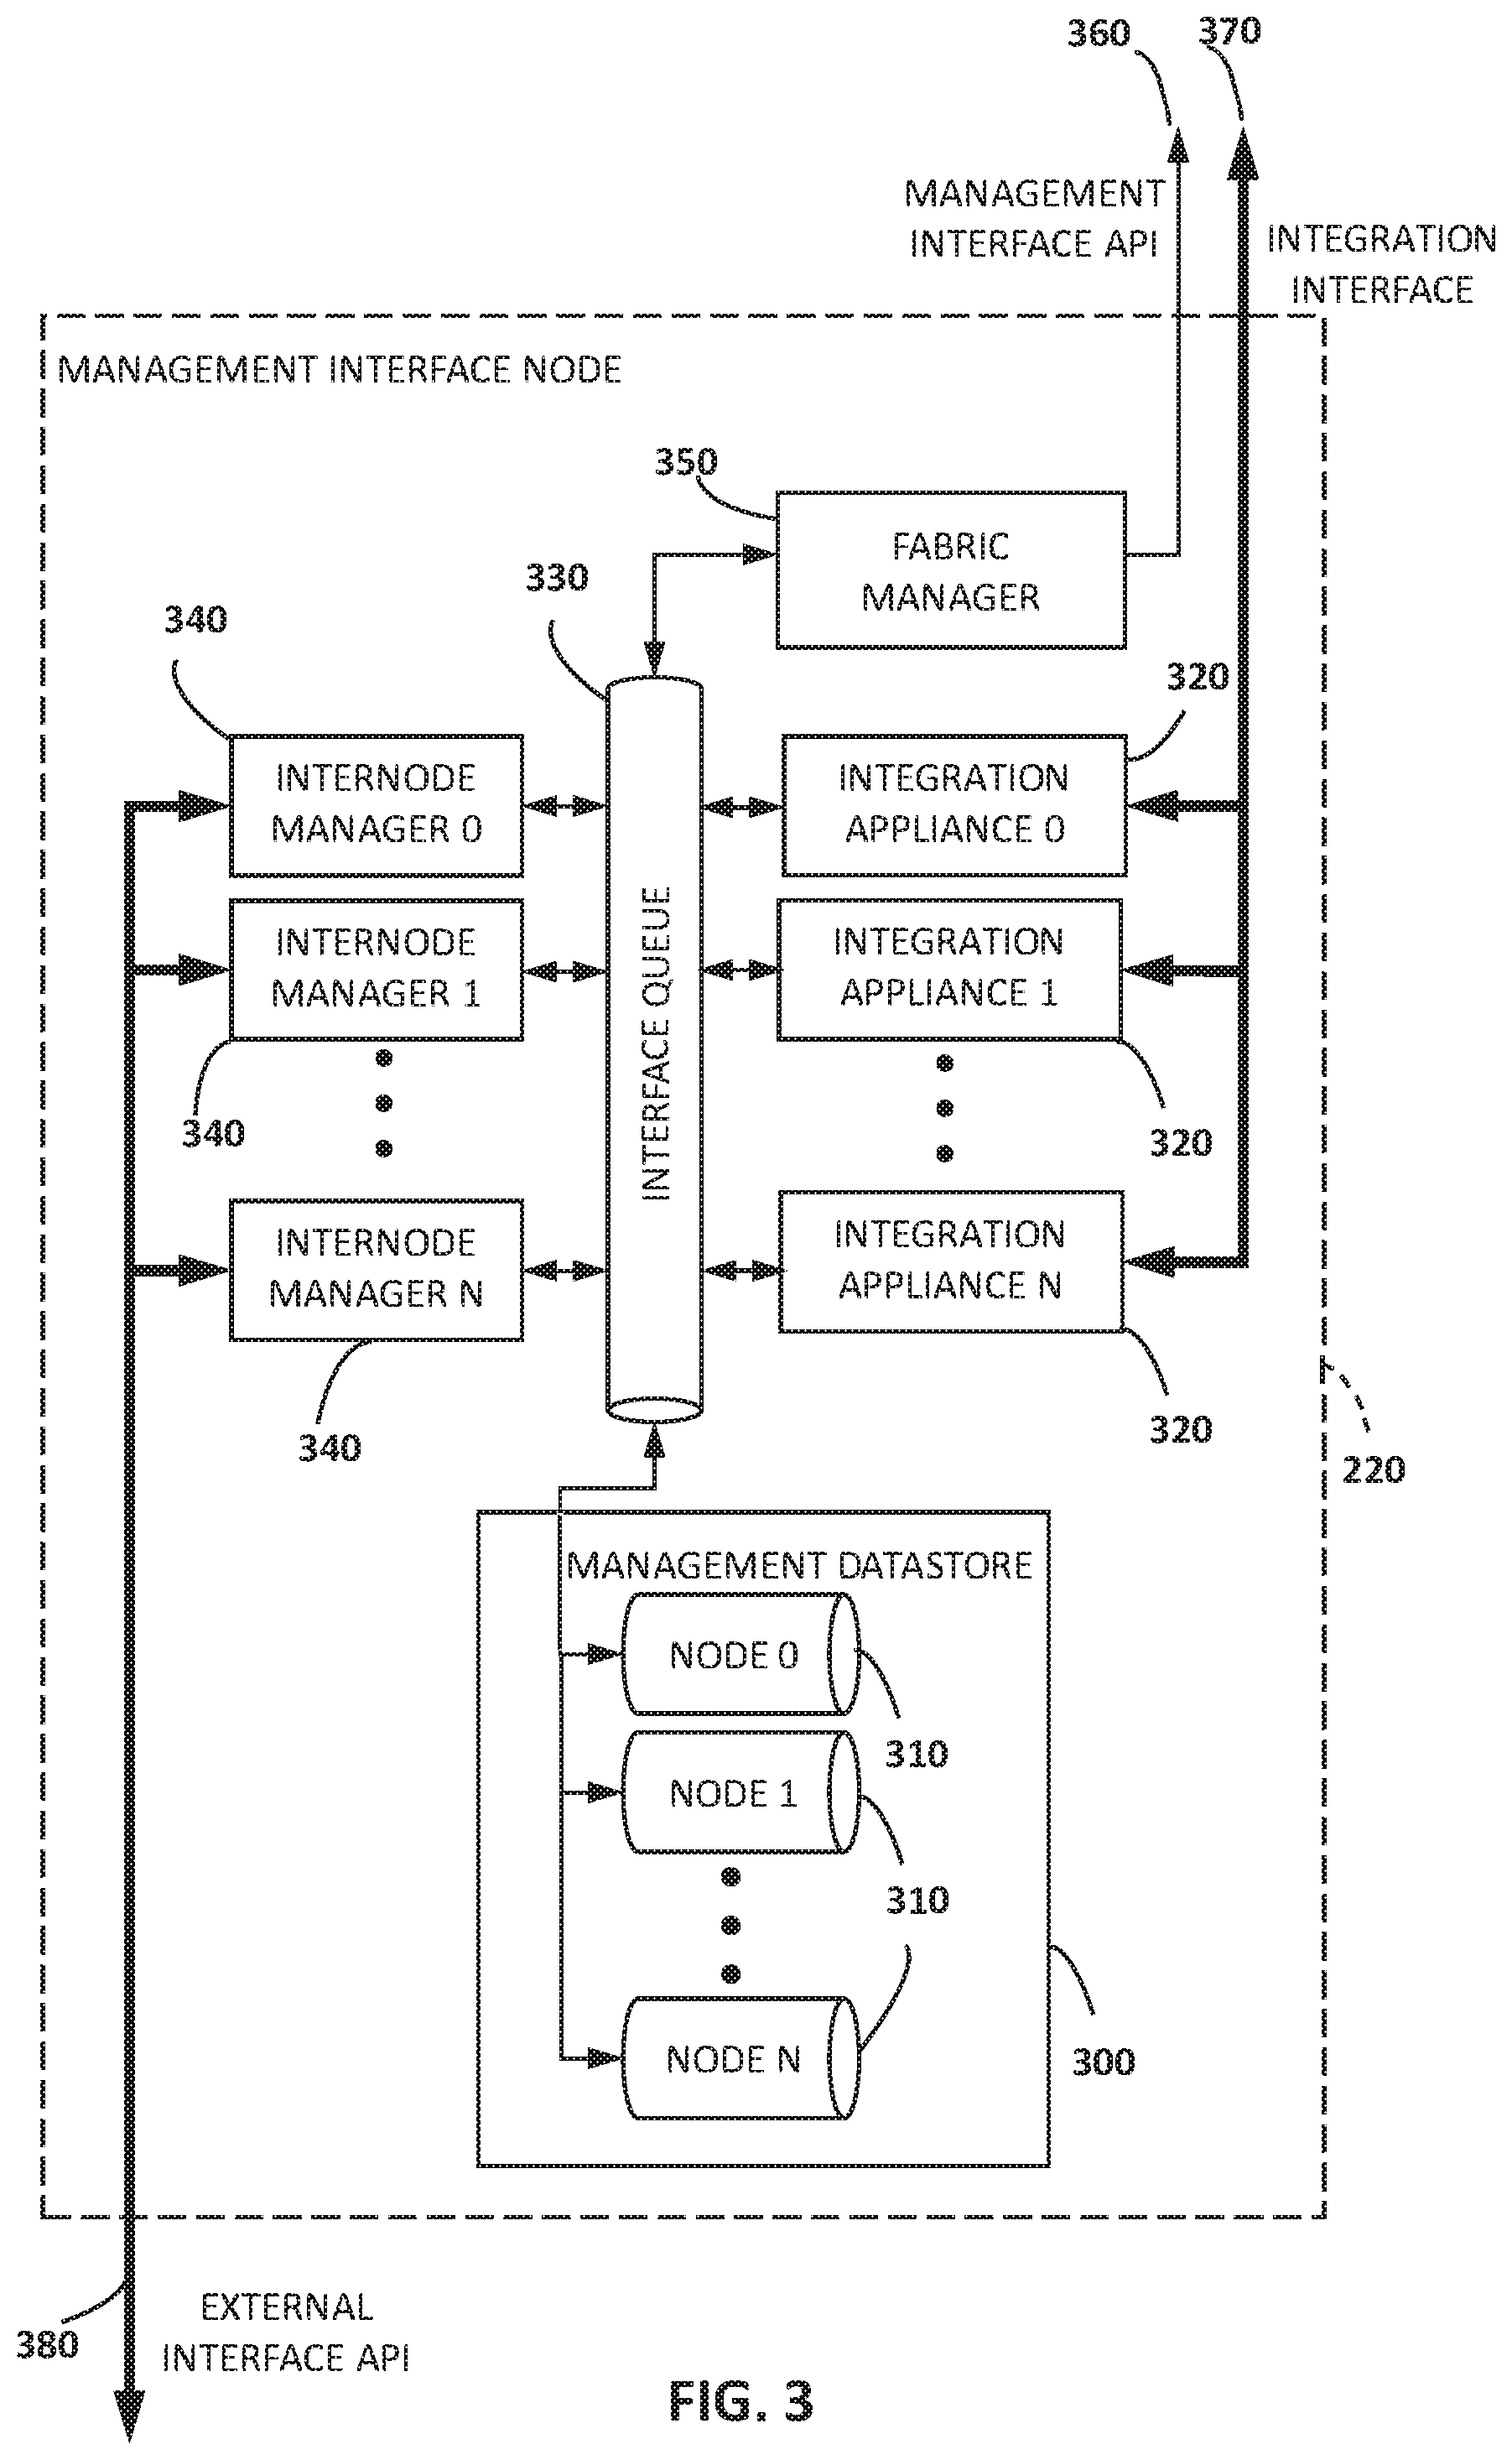 360
370
MANAGEMENT
INTERFACE API
INTEGRATION
INTERFACE
MANAGEMENT INTERFACE NODE
350
FABRIC
MANAGER
330
340
320
INTERNODE
MANAGER 0
INTEGRATION
APPLIANCE 0
INTERNODE
MANAGER 1
INTEGRATION
APPLIANCE 1
INTERFACE QUEUE
340
320
INTERNODE
MANAGER N
INTEGRATION
APPLIANCE N
340
320
220
MANAGEMENT DATASTORE
NODE 0
310
NODE 1
310
NODE N
300
380
EXTERNAL
INTERFACE API
FIG. 3